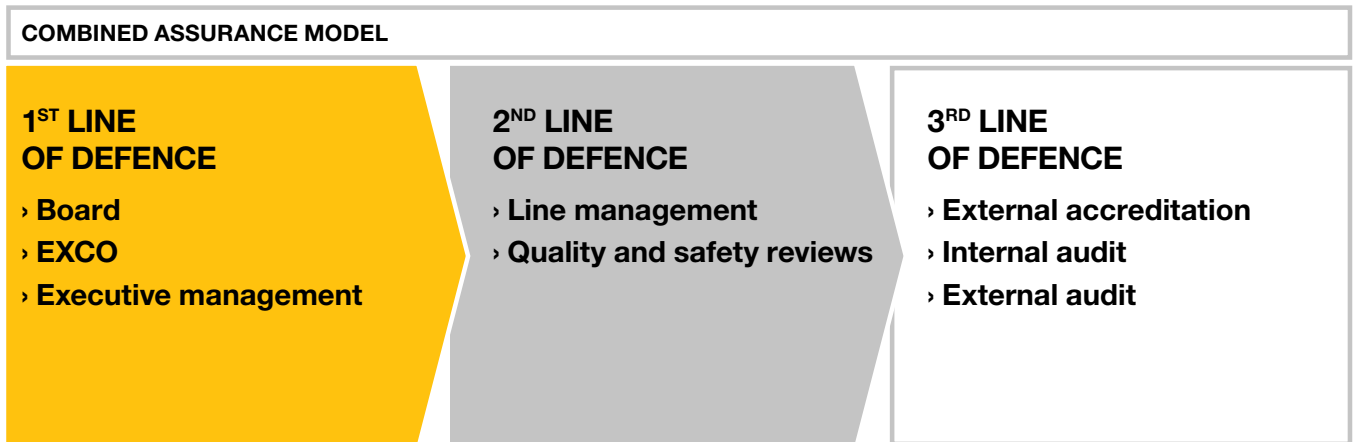 COMBINED ASSURANCE MODEL
1ST LINE
OF DEFENCE
› Board
› EXCO
› Executive management
2ND LINE
OF DEFENCE
› Line management
› Quality and safety reviews
3RD LINE
OF DEFENCE
› External accreditation
› Internal audit
› External audit